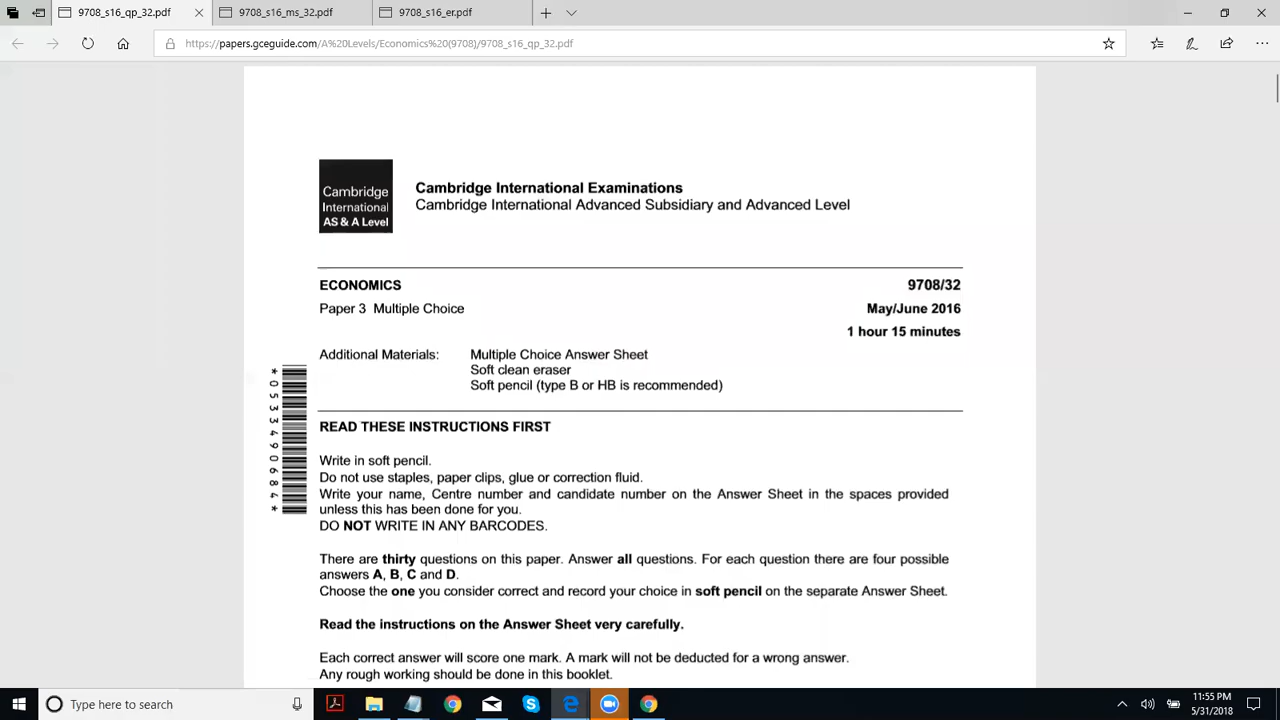 9708_s16_qp_32.pdf
9708_s16_ms_32.pdf
9708_s16_er.pdf
https://papers.gceguide.com/A%20Levels/Economics%20(9708)/9708_s16_qp_32.pdf
Cambridge
International
AS & A Level
Cambridge International Examinations
Cambridge International Advanced Subsidiary and Advanced Level
ECONOMICS 9708/32
Paper 3 Multiple Choice May/June 2016
1 hour 15 minutes
Additional Materials: Multiple Choice Answer Sheet
Soft clean eraser
Soft pencil (type B or HB is recommended)
*0533490684*
READ THESE INSTRUCTIONS FIRST
Write in soft pencil.
Do not use staples, paper clips, glue or correction fluid.
Write your name, Centre number and candidate number on the Answer Sheet in the spaces provided
unless this has been done for you.
DO NOT WRITE IN ANY BARCODES.
There are thirty questions on this paper. Answer all questions. For each question there are four possible
answers A, B, C and D.
Choose the one you consider correct and record your choice in soft pencil on the separate Answer Sheet.
Read the instructions on the Answer Sheet very carefully.
Each correct answer will score one mark. A mark will not be deducted for a wrong answer.
Any rough working should be done in this booklet.
Type here to search
11:55 PM
5/31/2018